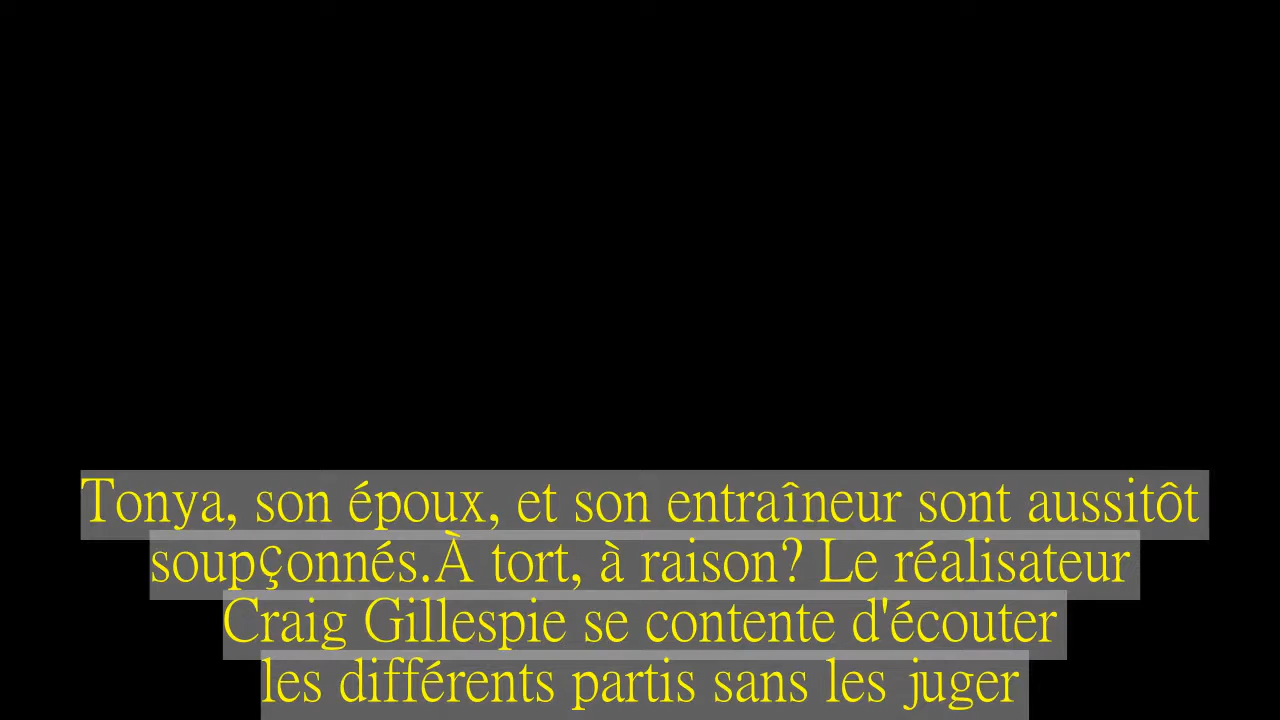 Tonya, son époux, et son entraîneur sont aussitôt
soupçonnés.À tort, à raison? Le réalisateur
Craig Gillespie se contente d'écouter
les différents partis sans les juger